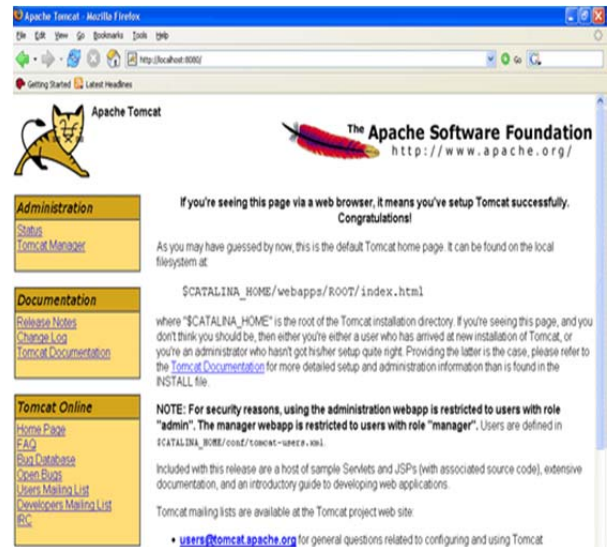 Apache Tomcat - Mozilla Firefox
File Edit View Go Bookmarks Tools Help
http://localhost:8080/
Go
Getting Started Latest Headlines
Apache Tomcat
The Apache Software Foundation
http://www.apache.org/
Administration
Status
Tomcat Manager
Documentation
Release Notes
Change Log
Tomcat Documentation
Tomcat Online
Home Page
FAQ
Bug Database
Open Bugs
Users Mailing List
Developers Mailing List
IRC
If you're seeing this page via a web browser, it means you've setup Tomcat successfully.
Congratulations!
As you may have guessed by now, this is the default Tomcat home page. It can be found on the local
filesystem at:
$CATALINA_HOME/webapps/ROOT/index.html
where "$CATALINA_HOME" is the root of the Tomcat installation directory. If you're seeing this page, and you
don't think you should be, then either you're either a user who has arrived at new installation of Tomcat, or
you're an administrator who hasn't got his/her setup quite right. Providing the latter is the case, please refer to
the Tomcat Documentation for more detailed setup and administration information than is found in the
INSTALL file.
NOTE: For security reasons, using the administration webapp is restricted to users with role
"admin". The manager webapp is restricted to users with role "manager". Users are defined in
$CATALINA_HOME/conf/tomcat-users.xml.
Included with this release are a host of sample Servlets and JSPs (with associated source code), extensive
documentation, and an introductory guide to developing web applications.
Tomcat mailing lists are available at the Tomcat project web site:
• users@tomcat.apache.org for general questions related to configuring and using Tomcat